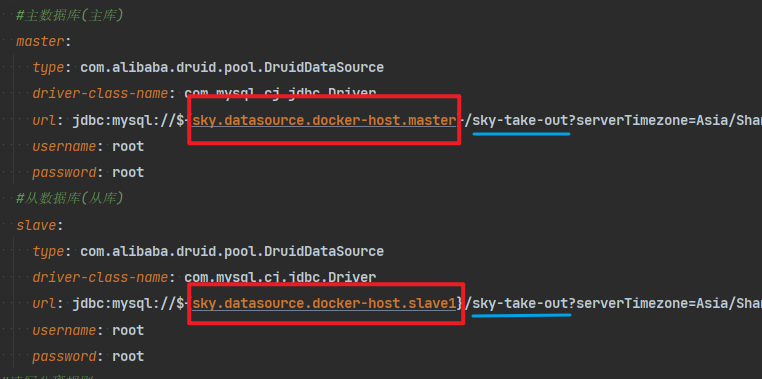 #主数据库(主库)
master:
type: com.alibaba.druid.pool.DruidDataSource
driver-class-name: com.mysql.cj.jdbc.Driver
url: jdbc:mysql://${sky.datasource.docker-host.master}/sky-take-out?serverTimezone=Asia/Shan
username: root
password: root
#从数据库(从库)
slave:
type: com.alibaba.druid.pool.DruidDataSource
driver-class-name: com.mysql.cj.jdbc.Driver
url: jdbc:mysql://${sky.datasource.docker-host.slave1}/sky-take-out?serverTimezone=Asia/Shan
username: root
password: root